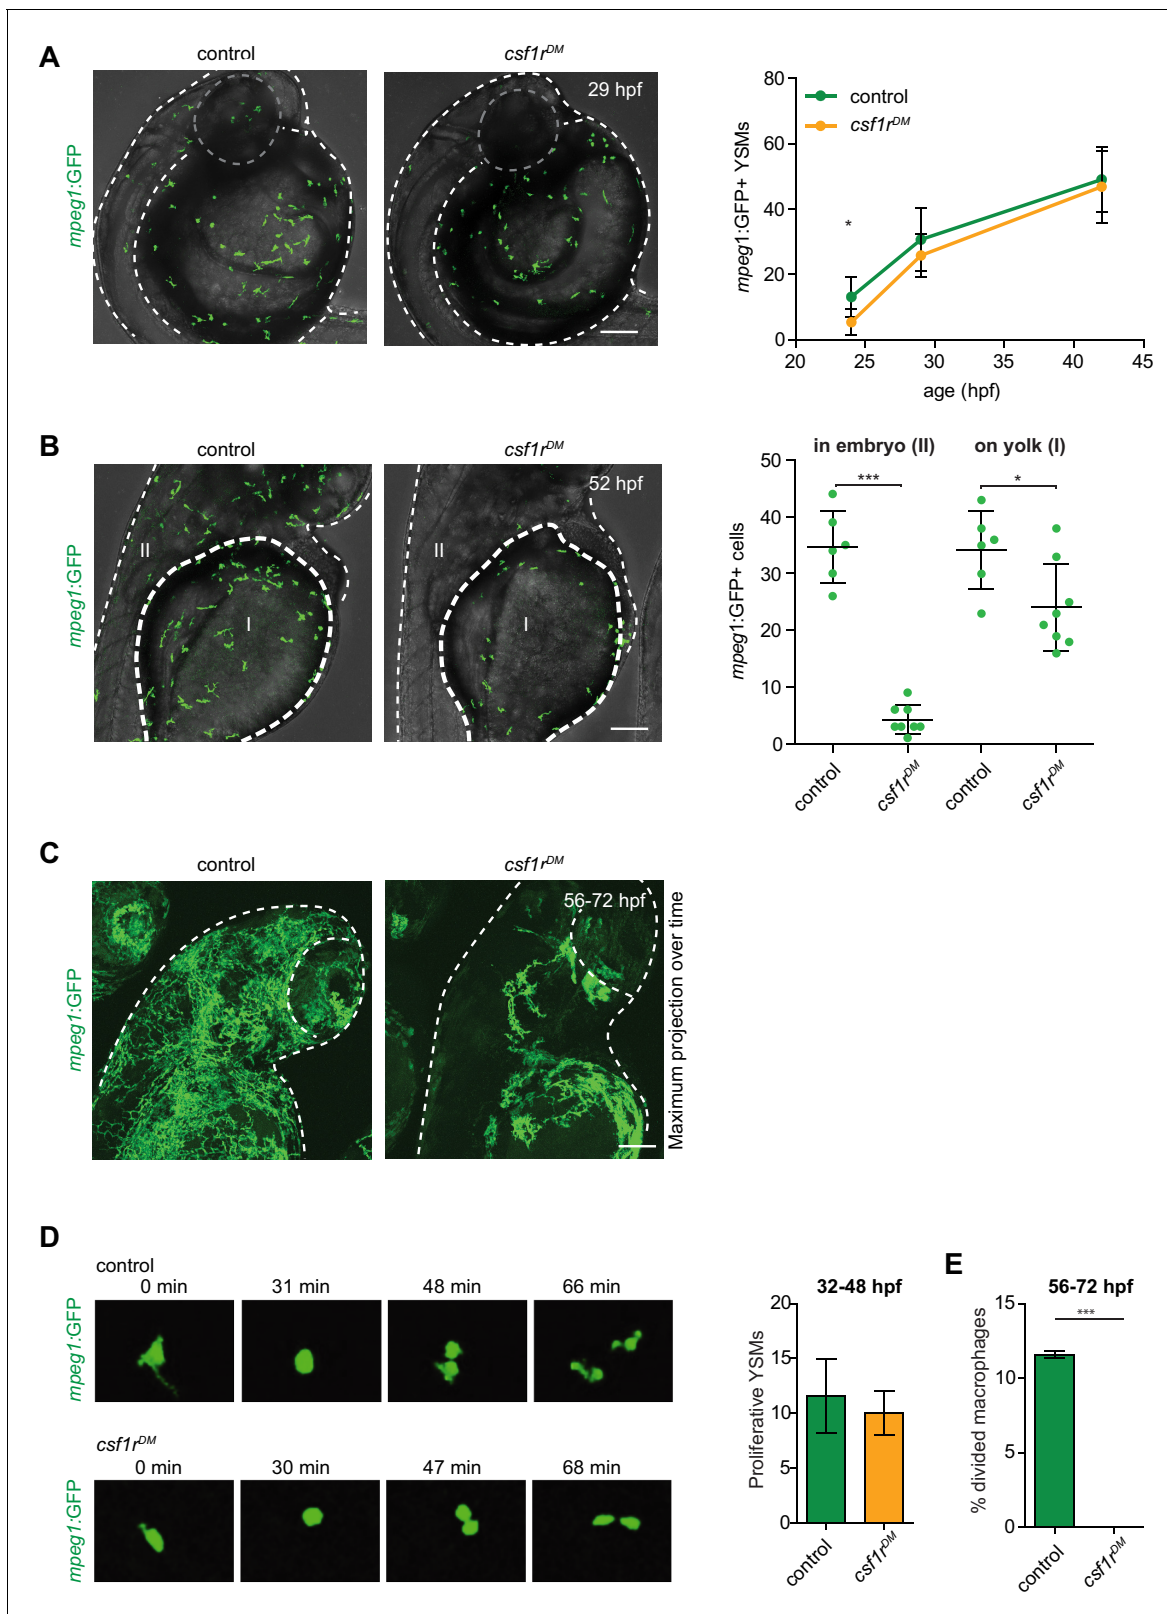 A
control
csf1rDM
29 hpf
mpeg1:GFP
mpeg1:GFP+ YSMs
80
60
40
20
0
control
csf1rDM
*
20 25 30 35 40 45
age (hpf)
B
control
csf1rDM
52 hpf
mpeg1:GFP
II
I
II
I
in embryo (II) on yolk (I)
mpeg1:GFP+ cells
50
40
30
20
10
0
*** *
control csf1rDM control csf1rDM
C
control
csf1rDM
56-72 hpf
mpeg1:GFP
Maximum projection over time
D
control
0 min 31 min 48 min 66 min
mpeg1:GFP
csf1rDM
0 min 30 min 47 min 68 min
mpeg1:GFP
32-48 hpf
Proliferative YSMs
20
15
10
5
0
control csf1rDM
E
56-72 hpf
% divided macrophages
15
10
5
0
***
control csf1rDM